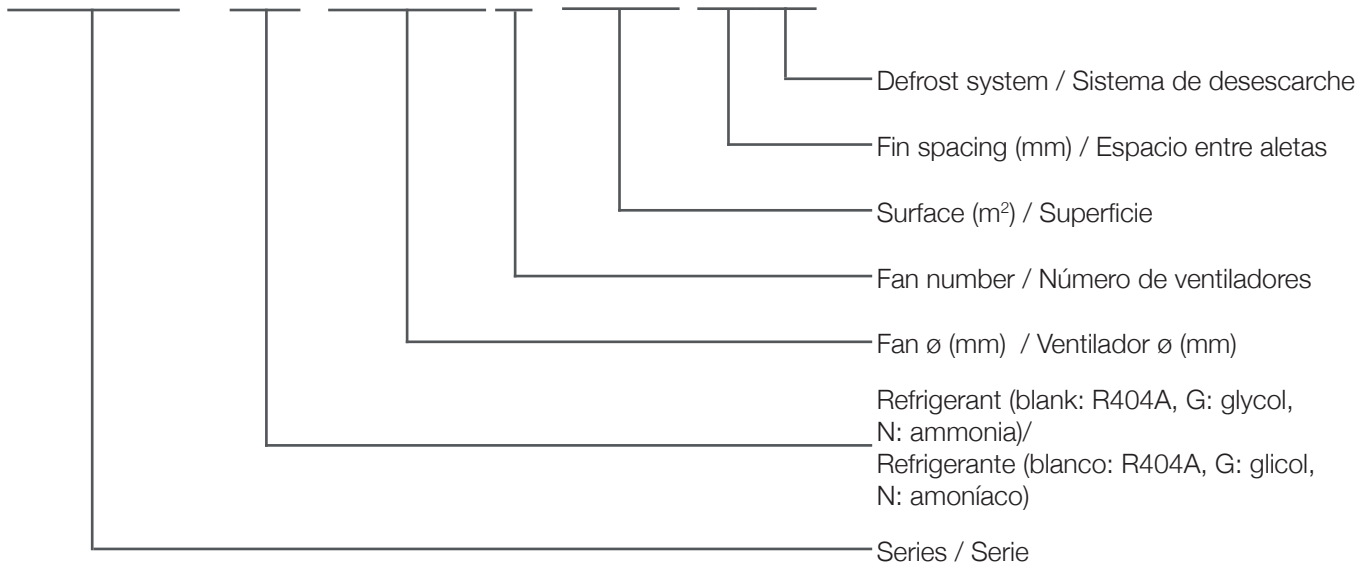 Defrost system / Sistema de desescarche
Fin spacing (mm) / Espacio entre aletas
Surface (m²) / Superficie
Fan number / Número de ventiladores
Fan ø (mm) / Ventilador ø (mm)
Refrigerant (blank: R404A, G: glycol,
N: ammonia)/
Refrigerante (blanco: R404A, G: glicol,
N: amoníaco)
Series / Serie